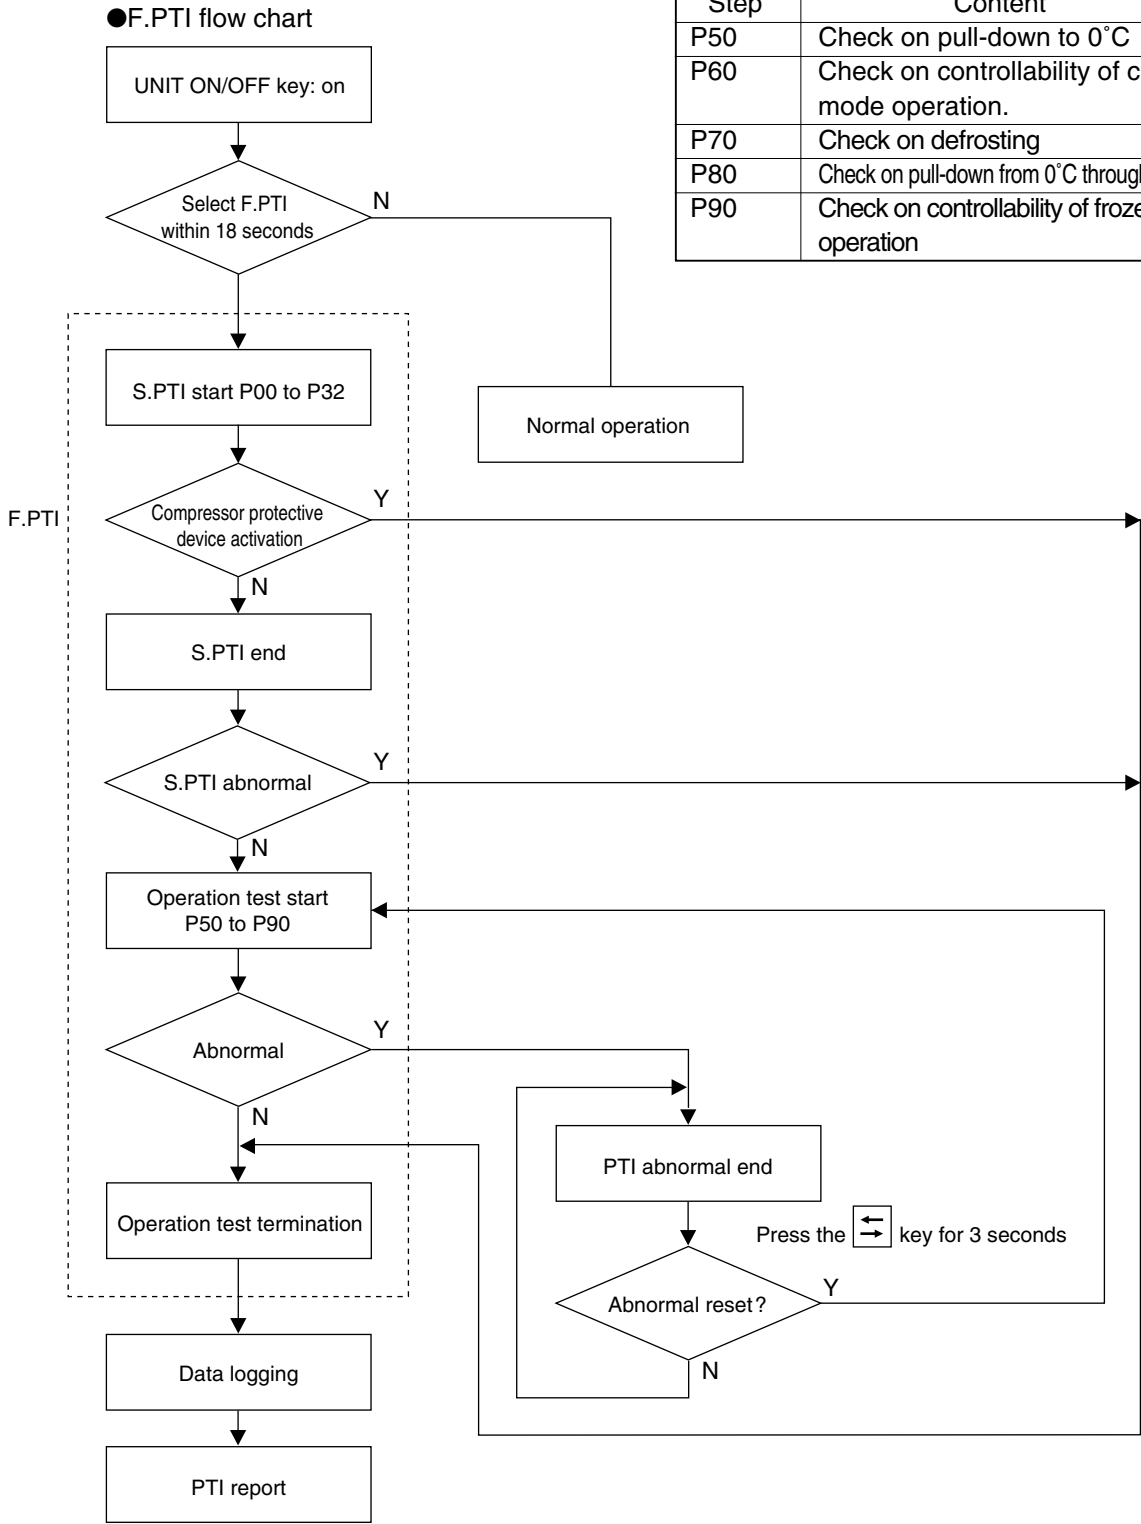 ●F.PTI flow chart
UNIT ON/OFF key: on
Select F.PTI
within 18 seconds
N
S.PTI start P00 to P32
Normal operation
F.PTI
Compressor protective
device activation
Y
N
S.PTI end
S.PTI abnormal
Y
N
Operation test start
P50 to P90
Abnormal
Y
N
PTI abnormal end
Operation test termination
Press the key for 3 seconds
Abnormal reset?
Y
N
Data logging
PTI report
Step Content
P50 Check on pull-down to 0˚C
P60 Check on controllability of
mode operation.
P70 Check on defrosting
P80 Check on pull-down from 0˚C through
P90 Check on controllability of
operation